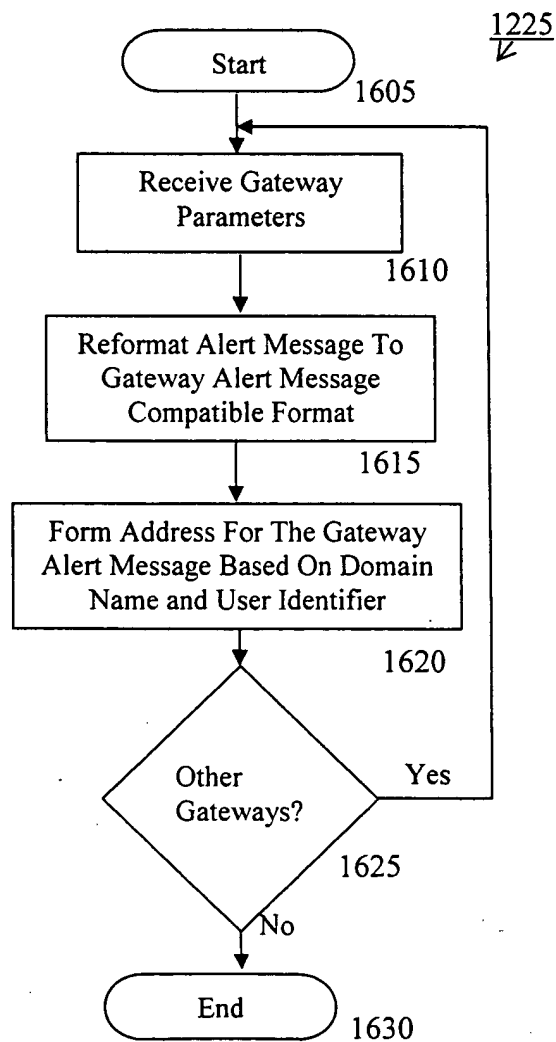 1225
Start
1605
Receive Gateway
Parameters
1610
Reformat Alert Message To
Gateway Alert Message
Compatible Format
1615
Form Address For The Gateway
Alert Message Based On Domain
Name and User Identifier
1620
Other
Gateways?
Yes
1625
No
End
1630